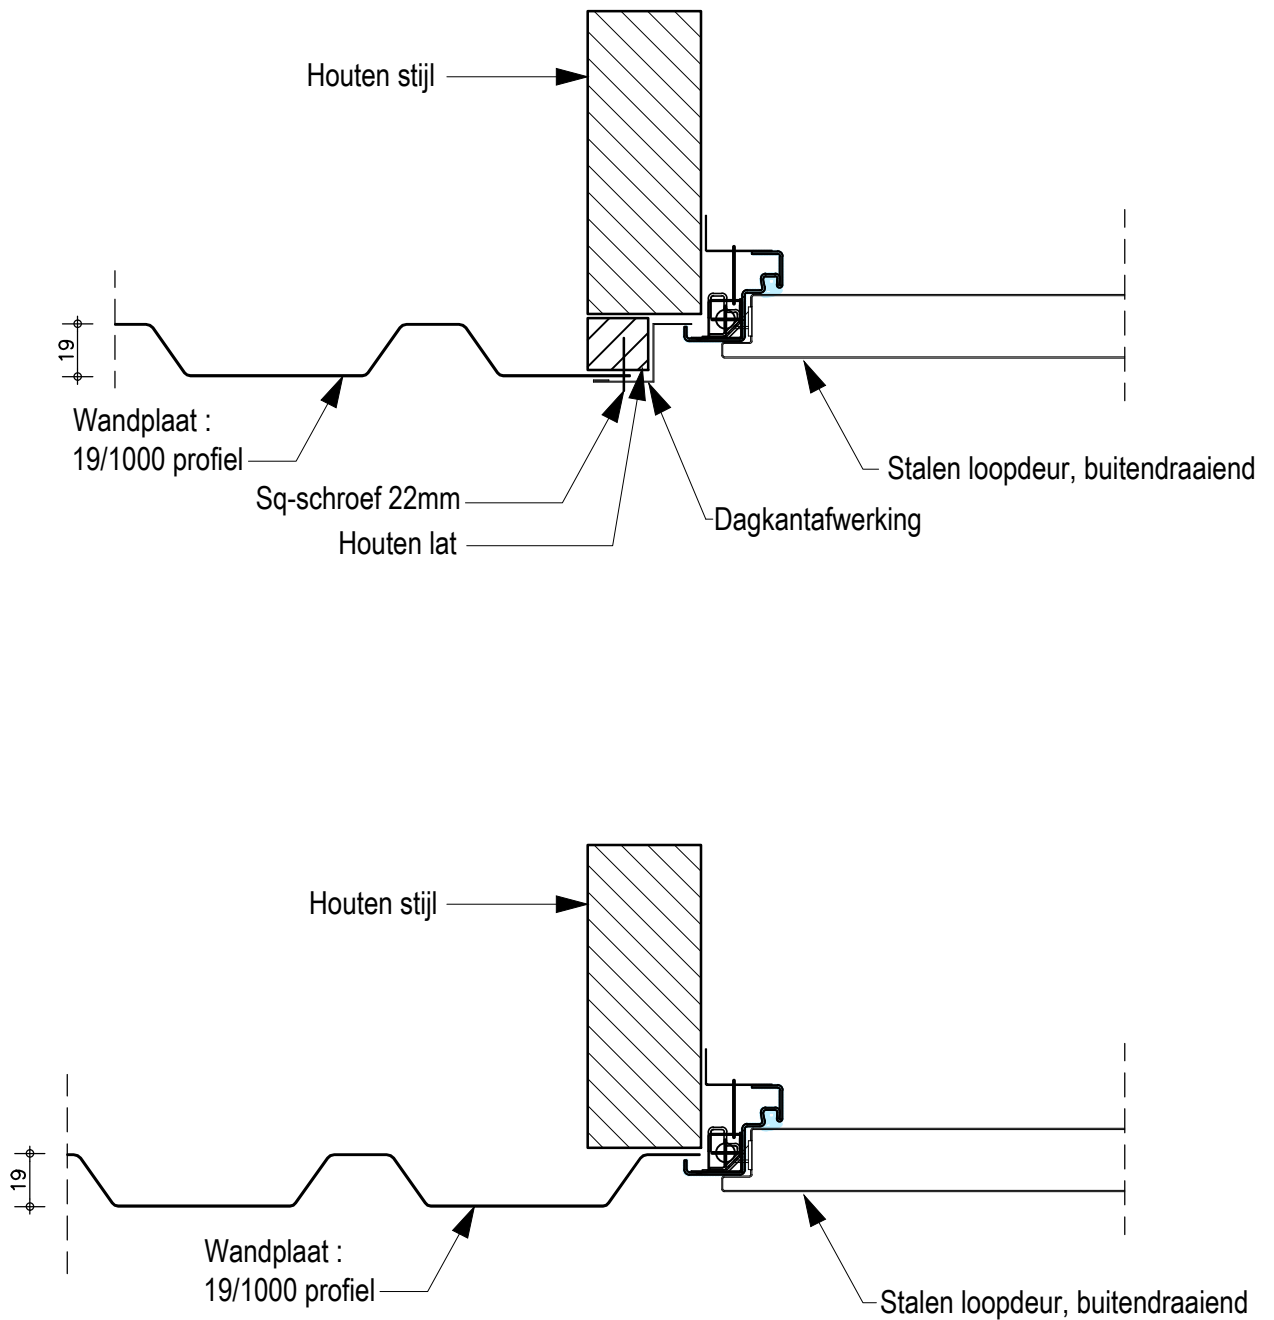 Houten stijl
19
Wandplaat :
19/1000 profiel
Stalen loopdeur, buitendraaiend
Sq-schroef 22mm
Dagkantafwerking
Houten lat
Houten stijl
19
Wandplaat :
19/1000 profiel
Stalen loopdeur, buitendraaiend